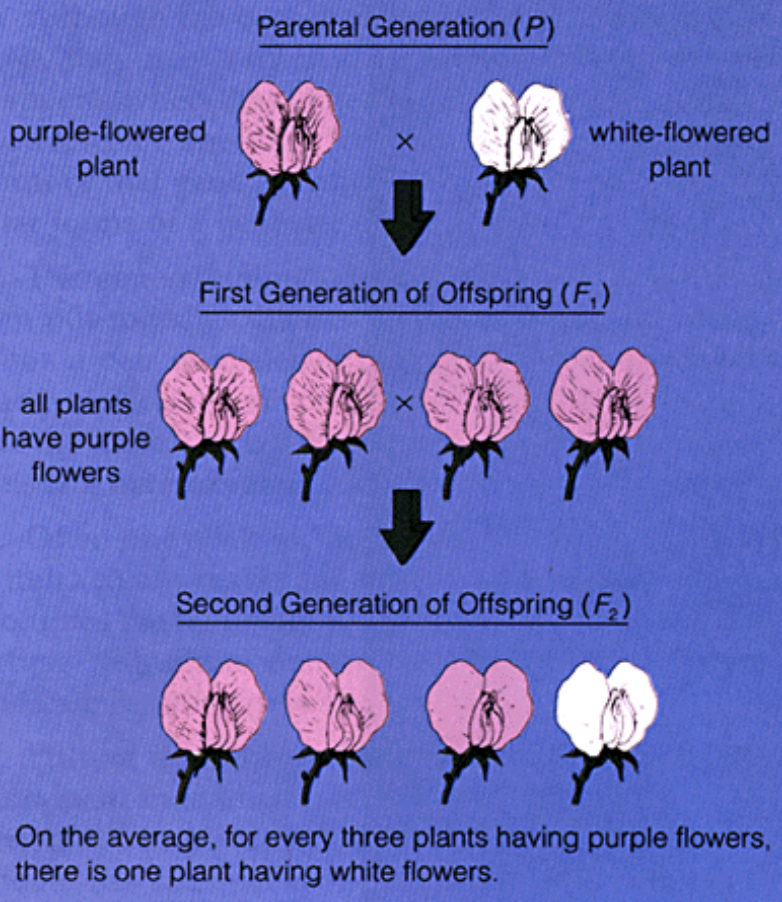 Parental Generation (P)
purple-flowered
plant
×
white-flowered
plant
First Generation of Offspring (F₁)
all plants
have purple
flowers
×
Second Generation of Offspring (F₂)
On the average, for every three plants having purple flowers,
there is one plant having white flowers.